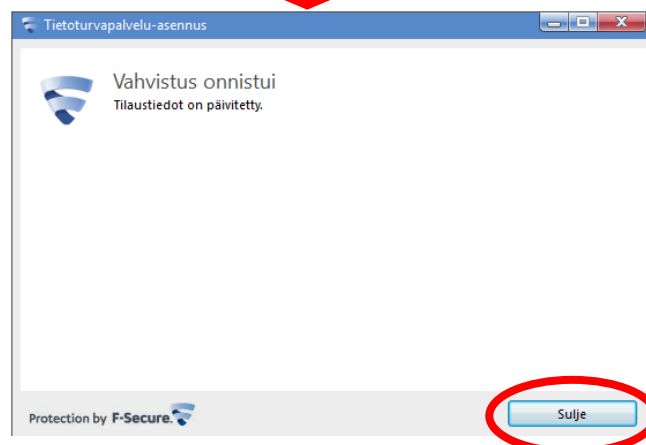 Tietoturvapalvelu-asennus
Vahvistus onnistui
Tilaustiedot on päivitetty.
Protection by F-Secure.
Sulje